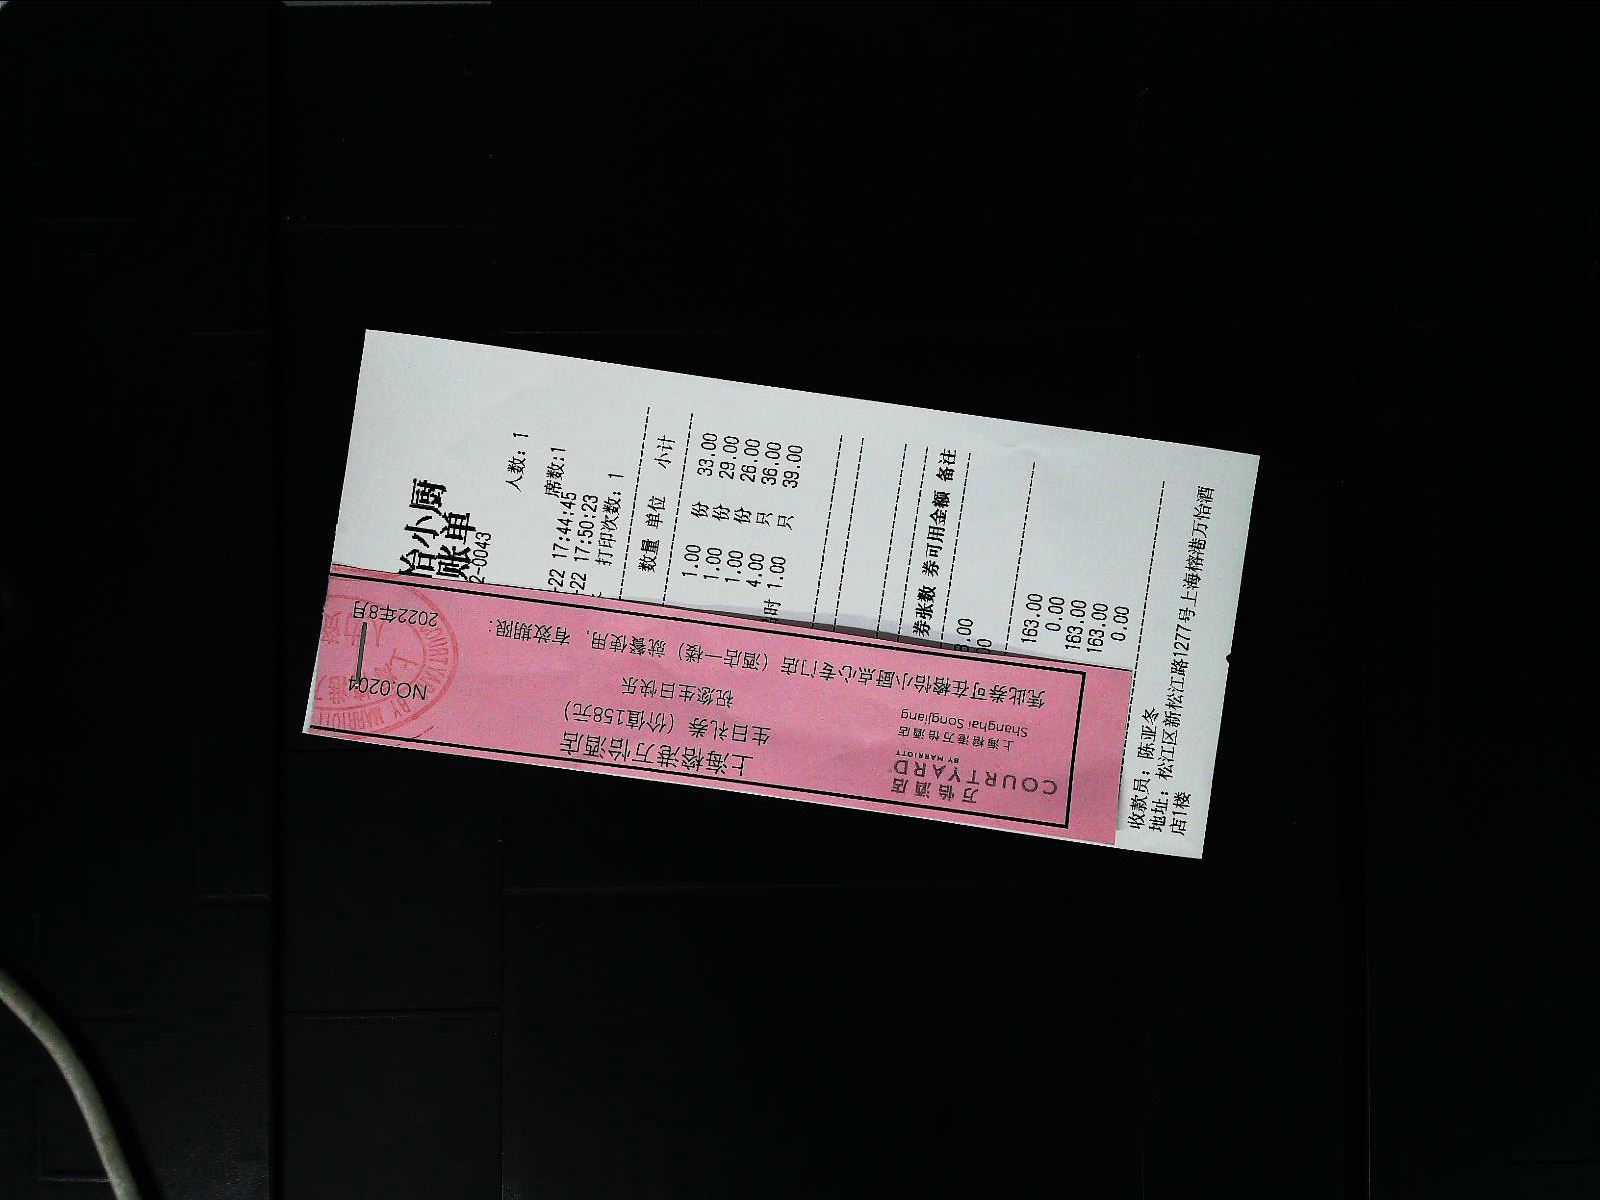 怡小厨
账单
2-0043
人数: 1
-22 17:44:45 席数:1
-22 17:50:23
打印次数: 1
数量 单位 小计
1.00 份 33.00
1.00 份 29.00
1.00 份 26.00
4.00 只 36.00
时 1.00 只 39.00
券张数 券可用金额 备注
3.00
00
163.00
0.00
163.00
163.00
0.00
收款员: 陈亚冬
地址: 松江区新松江路1277号上海榕港万怡酒
店1楼
万怡酒店
COURTYARD
BY MARRIOTT
上海榕港万怡酒店
Shanghai Songjiang
上海榕港万怡酒店
生日礼券(价值158元)
祝您生日快乐
凭此券可在榕怡小厨点心专门店(酒店一楼)就餐使用,有效期限:
2022年8月
NO.0204